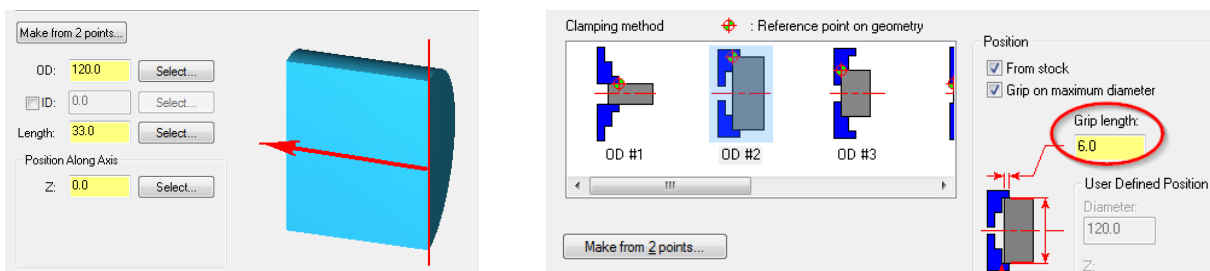 Make from 2 points...
OD: 120.0 Select...
ID: 0.0 Select...
Length: 33.0 Select...
Position Along Axis
Z: 0.0 Select...
Clamping method : Reference point on geometry
OD #1 OD #2 OD #3
Make from 2 points...
Position
From stock
Grip on maximum diameter
Grip length:
6.0
User Defined Position
Diameter:
120.0
Z: